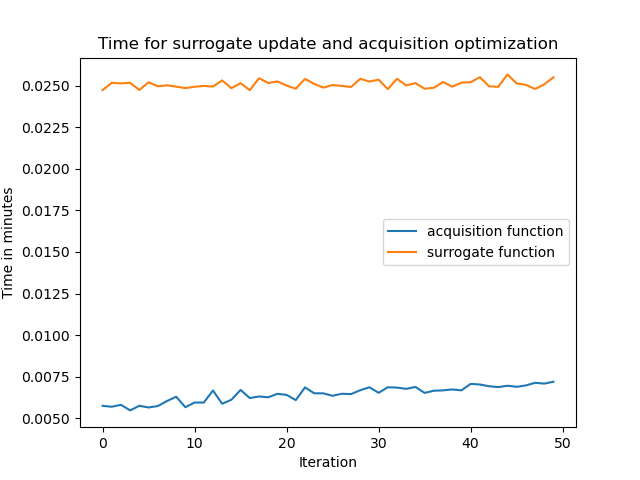 Time for surrogate update and acquisition optimization
0.0250
0.0225
0.0200
0.0175
0.0150
0.0125
0.0100
0.0075
0.0050
Time in minutes
acquisition function
surrogate function
0 10 20 30 40 50
Iteration